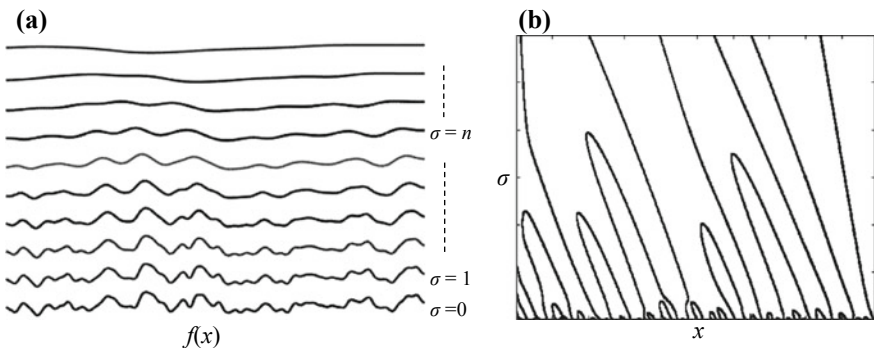 (a)
σ = n
σ = 1
σ =0
f(x)
(b)
σ
x